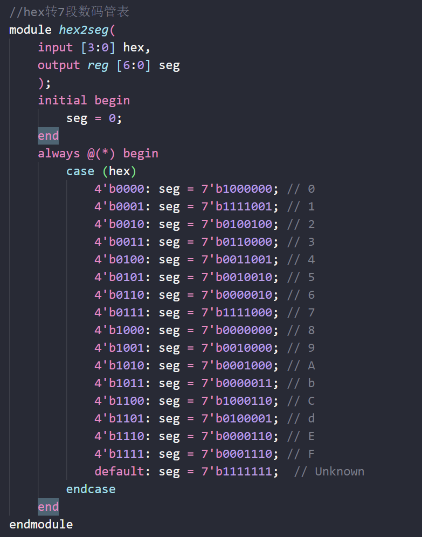 //hex转7段数码管表
module hex2seg(
    input [3:0] hex,
    output reg [6:0] seg
    );
    initial begin
        seg = 0;
    end
    always @(*) begin
        case (hex)
            4'b0000: seg = 7'b1000000; // 0
            4'b0001: seg = 7'b1111001; // 1
            4'b0010: seg = 7'b0100100; // 2
            4'b0011: seg = 7'b0110000; // 3
            4'b0100: seg = 7'b0011001; // 4
            4'b0101: seg = 7'b0010010; // 5
            4'b0110: seg = 7'b0000010; // 6
            4'b0111: seg = 7'b1111000; // 7
            4'b1000: seg = 7'b0000000; // 8
            4'b1001: seg = 7'b0010000; // 9
            4'b1010: seg = 7'b0001000; // A
            4'b1011: seg = 7'b0000011; // b
            4'b1100: seg = 7'b1000110; // C
            4'b1101: seg = 7'b0100001; // d
            4'b1110: seg = 7'b0000110; // E
            4'b1111: seg = 7'b0001110; // F
            default: seg = 7'b1111111;  // Unknown
        endcase
    end
endmodule